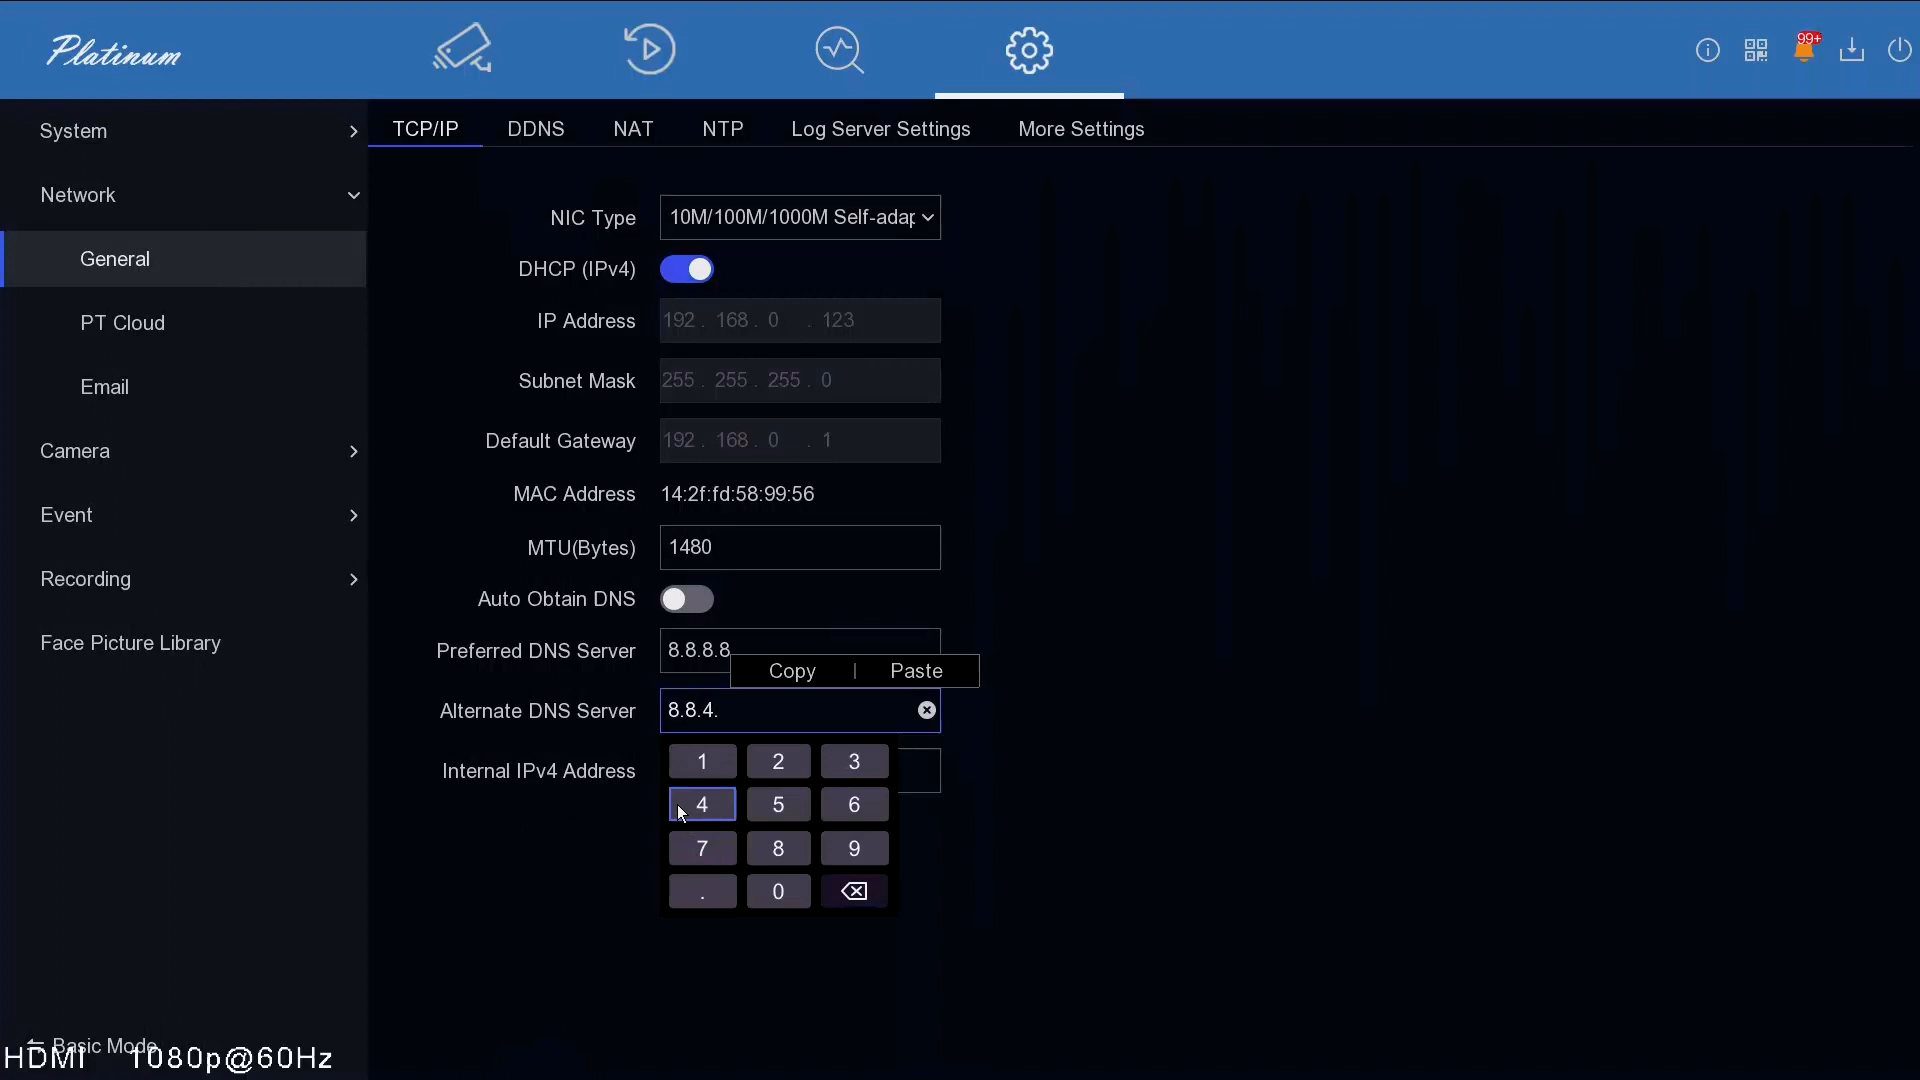 Platinum
99+
System
Network
General
PT Cloud
Email
Camera
Event
Recording
Face Picture Library
Basic Mode
HDMI 1080p@60Hz
TCP/IP DDNS NAT NTP Log Server Settings More Settings
NIC Type 10M/100M/1000M Self-adap
DHCP (IPv4)
IP Address 192 . 168 . 0 . 123
Subnet Mask 255 . 255 . 255 . 0
Default Gateway 192 . 168 . 0 . 1
MAC Address 14:2f:fd:58:99:56
MTU(Bytes) 1480
Auto Obtain DNS
Preferred DNS Server 8.8.8.8
Copy | Paste
Alternate DNS Server 8.8.4.
Internal IPv4 Address
1 2 3
4 5 6
7 8 9
. 0